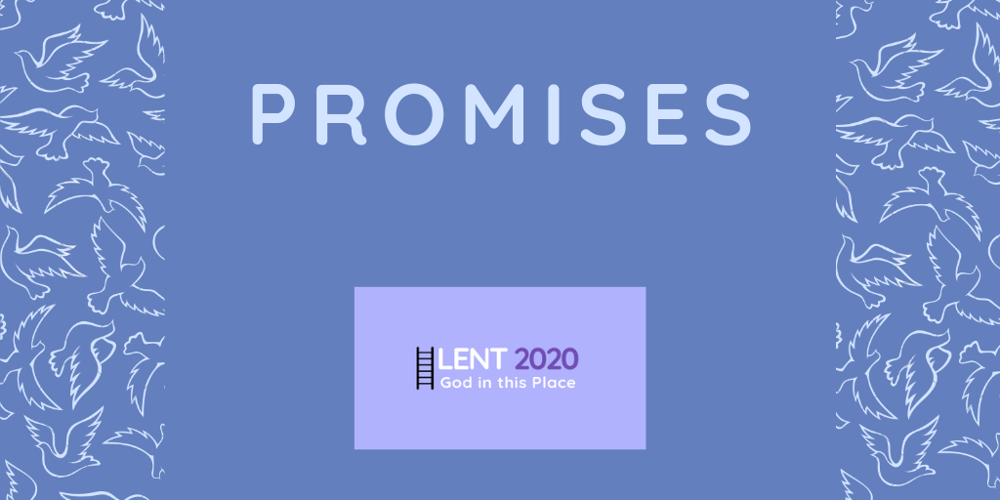 PROMISES
LENT 2020
God in this Place